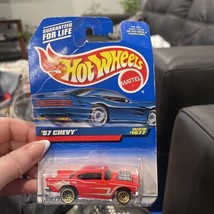 GUARANTEED
FOR LIFE
Hot Wheels
MATTEL
'57 CHEVY
#1077